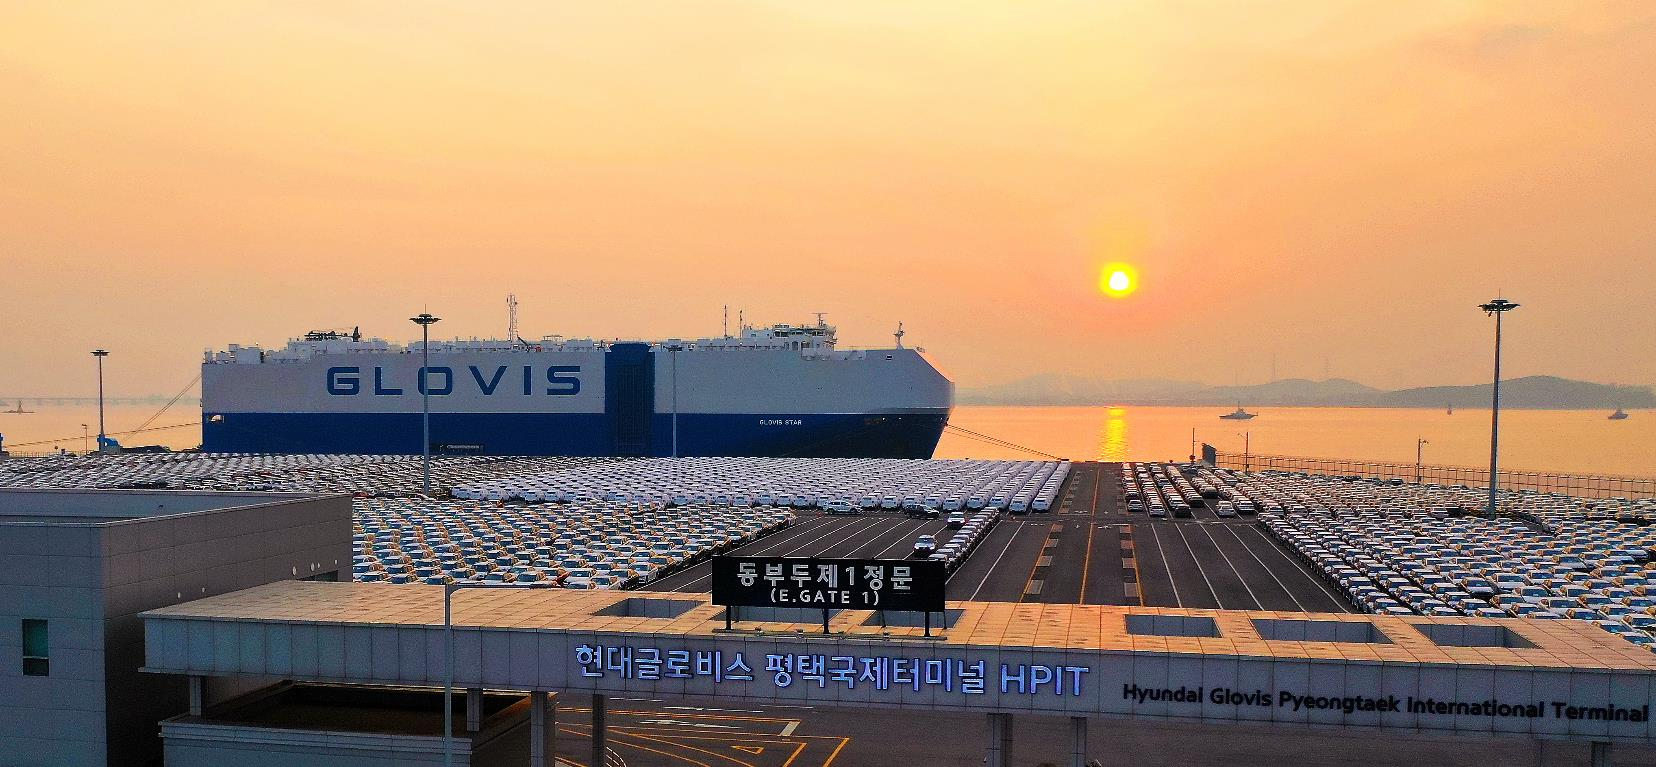 GLOVIS
GLOVIS STAR
동부두제1정문
(E.GATE 1)
현대글로비스 평택국제터미널 HPIT
Hyundai Glovis Pyeongtaek International Terminal